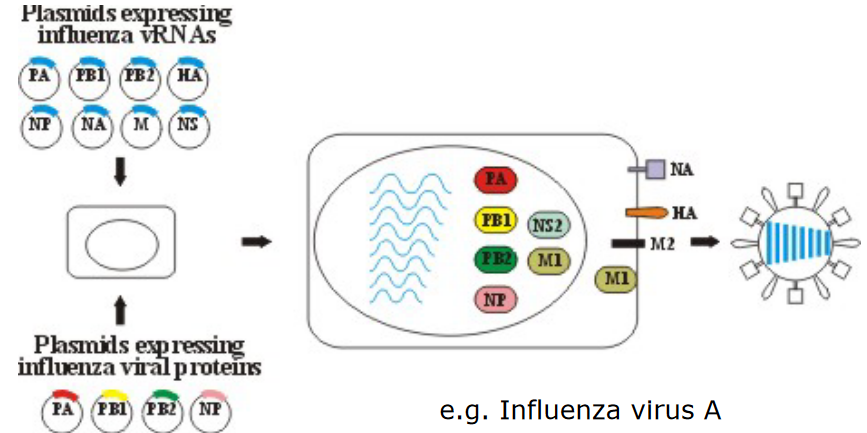 Plasmids expressing
influenza vRNAs
PA PB1 PB2 HA
NP NA M NS
Plasmids expressing
influenza viral proteins
PA PB1 PB2 NP
PA
PB1
NS2
PB2
M1
NP
NA
HA
M2
M1
e.g. Influenza virus A